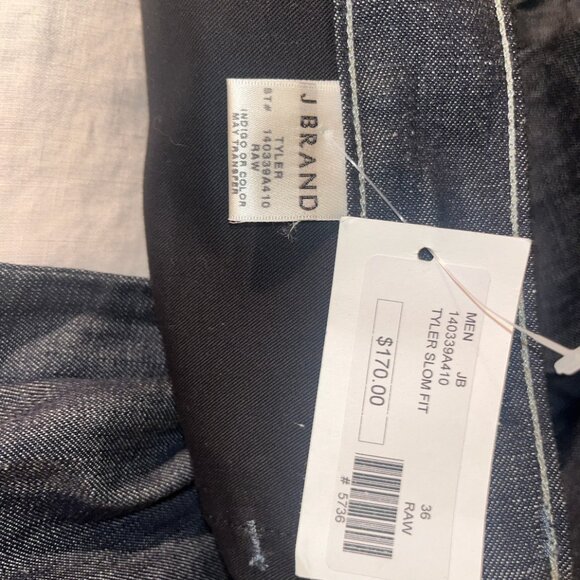 J BRAND
TYLER
ST# 140339A410
RAW
INDIGO OR COLOR
MAY TRANSFER
MEN
JB
140339A410
TYLER SLOM FIT
$170.00
36
RAW
# 5736